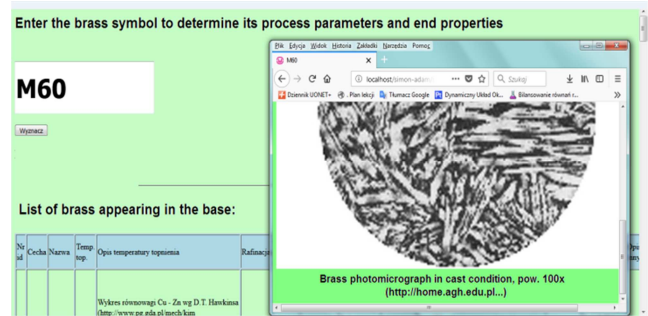 Enter the brass symbol to determine its process parameters and end properties
M60
Wyznacz
List of brass appearing in the base:
Nr id
Cecha
Nazwa
Temp. top.
Opis temperatury topnienia
Rafinacja
Wykres równowagi Cu - Zn wg D.T. Hawkinsa
(http://www.pg.gda.pl/mech/kim
Plik Edycja Widok Historia Zakładki Narzędzia Pomoc
M60
localhost/simon-adam
Szukaj
Dziennik UONET+
Plan lekcji
Tłumacz Google
Dynamiczny Układ Ok...
Bilansowanie równań r...
Brass photomicrograph in cast condition, pow. 100x
(http://home.agh.edu.pl...)